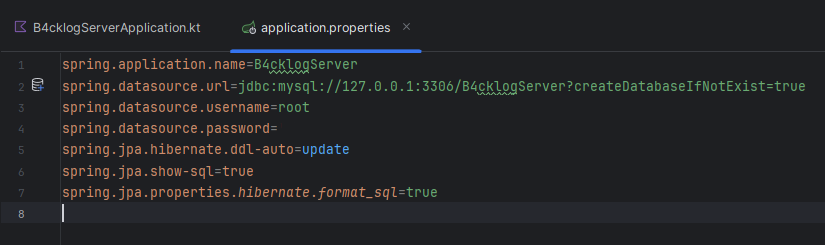 B4cklogServerApplication.kt application.properties
1 spring.application.name=B4cklogServer
2 spring.datasource.url=jdbc:mysql://127.0.0.1:3306/B4cklogServer?createDatabaseIfNotExist=true
3 spring.datasource.username=root
4 spring.datasource.password=
5 spring.jpa.hibernate.ddl-auto=update
6 spring.jpa.show-sql=true
7 spring.jpa.properties.hibernate.format_sql=true
8